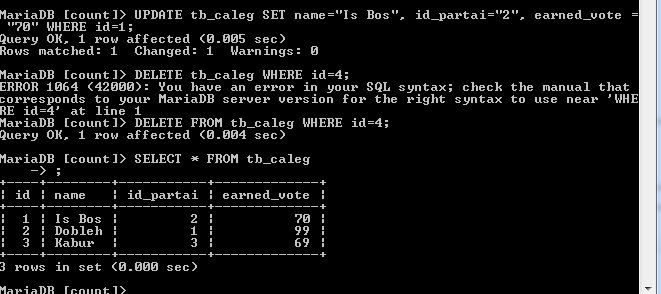 MariaDB [count]> UPDATE tb_caleg SET name="Is Bos", id_partai="2", earned_vote =
 "70" WHERE id=1;
Query OK, 1 row affected (0.005 sec)
Rows matched: 1  Changed: 1  Warnings: 0

MariaDB [count]> DELETE tb_caleg WHERE id=4;
ERROR 1064 (42000): You have an error in your SQL syntax; check the manual that
corresponds to your MariaDB server version for the right syntax to use near 'WHE
RE id=4' at line 1
MariaDB [count]> DELETE FROM tb_caleg WHERE id=4;
Query OK, 1 row affected (0.004 sec)

MariaDB [count]> SELECT * FROM tb_caleg
    -> ;
+----+--------+-----------+-------------+
| id | name   | id_partai | earned_vote |
+----+--------+-----------+-------------+
|  1 | Is Bos |         2 |          70 |
|  2 | Dobleh |         1 |          99 |
|  3 | Kabur  |         3 |          69 |
+----+--------+-----------+-------------+
3 rows in set (0.000 sec)

MariaDB [count]>